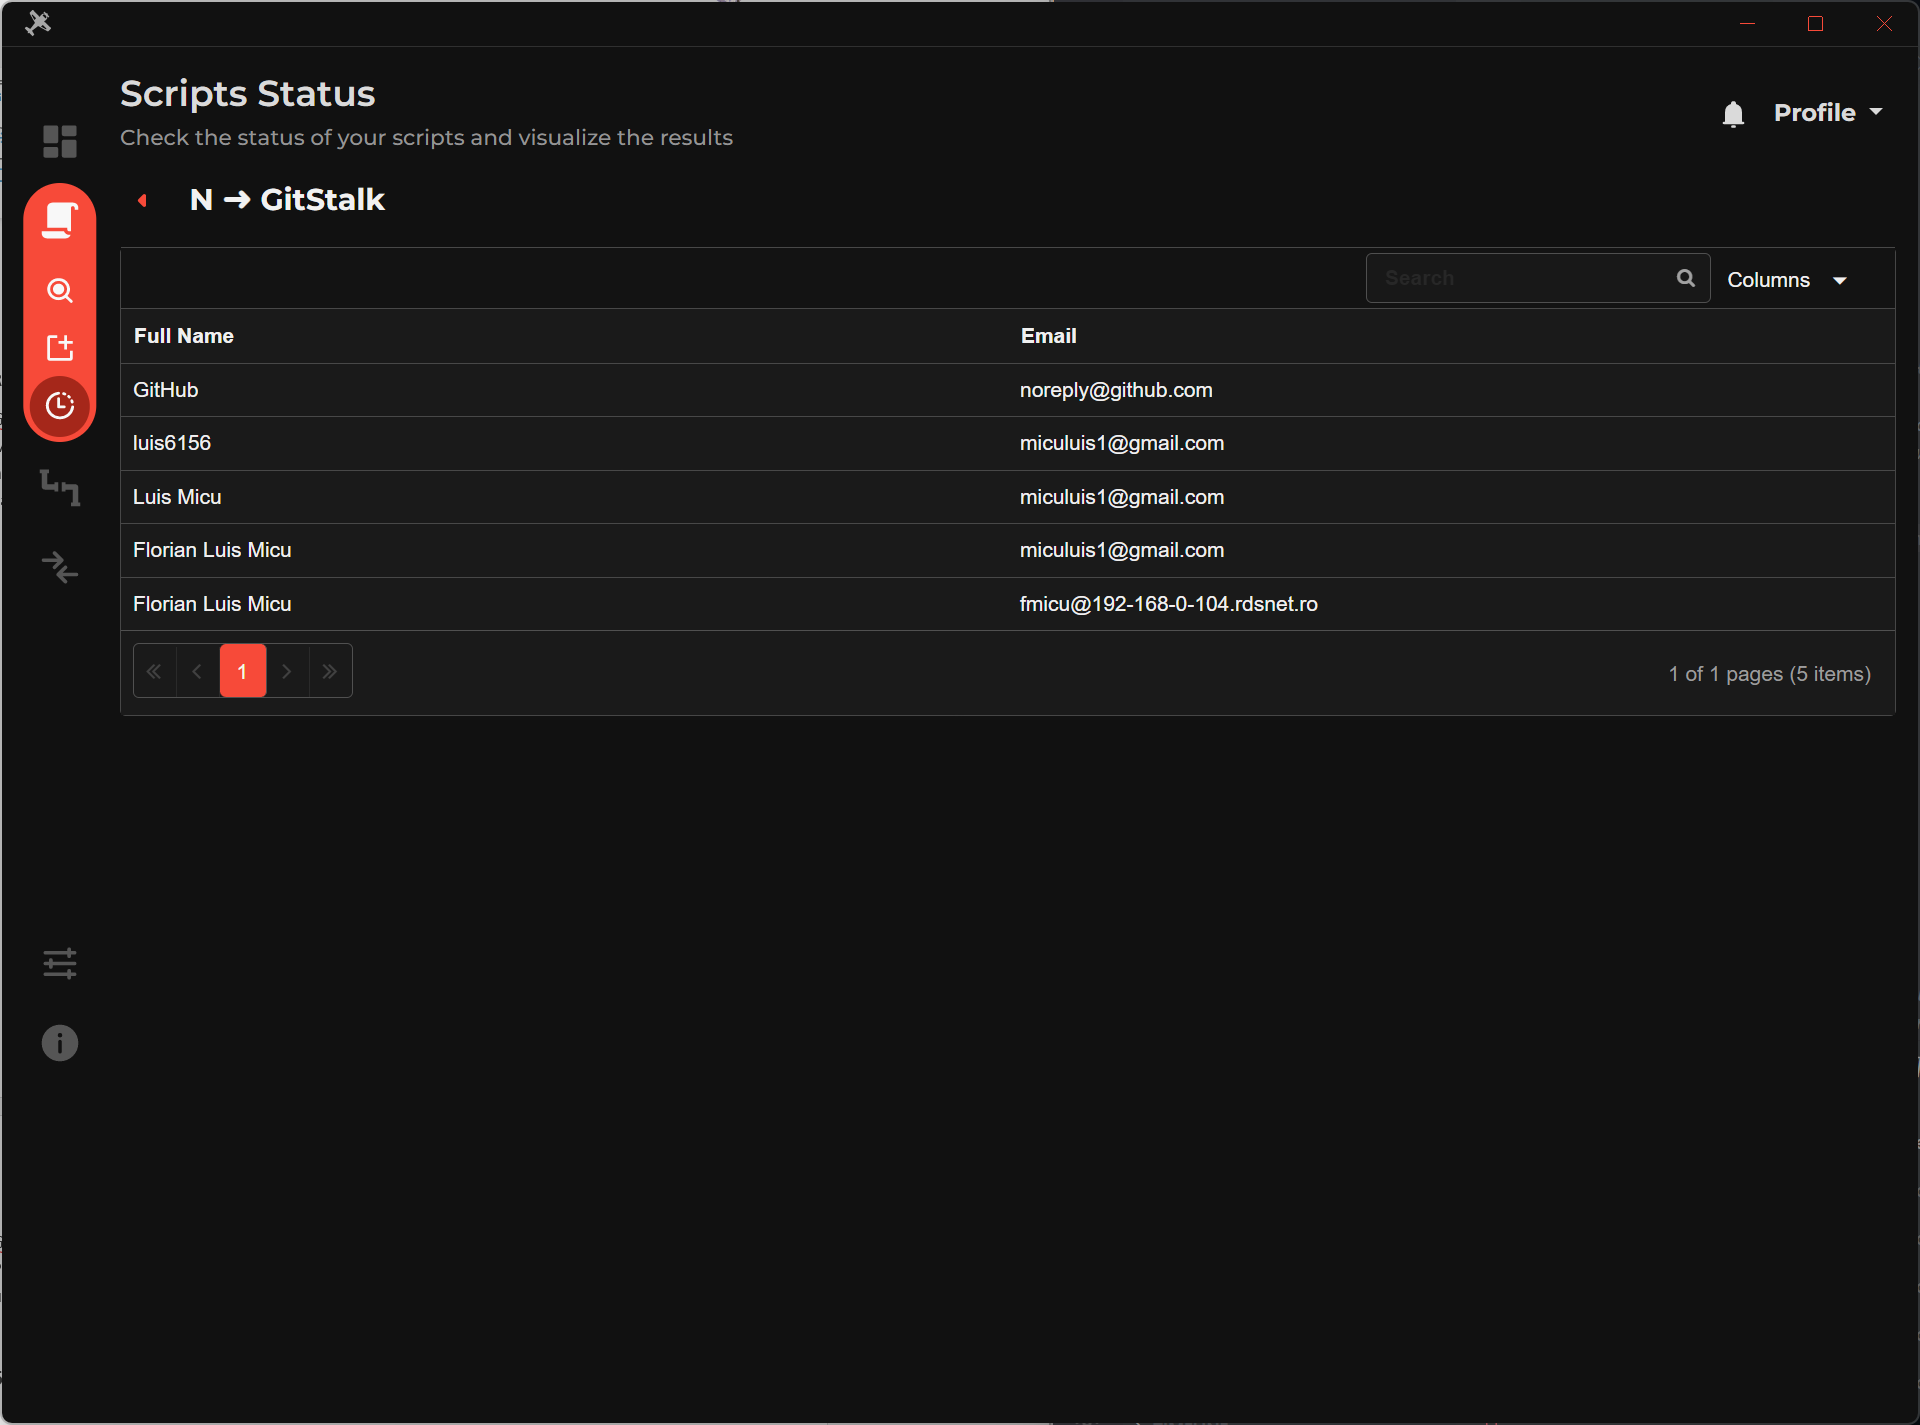 Scripts Status
Check the status of your scripts and visualize the results
Profile
N ➜ GitStalk
Search
Columns
Full Name Email
GitHub noreply@github.com
luis6156 miculuis1@gmail.com
Luis Micu miculuis1@gmail.com
Florian Luis Micu miculuis1@gmail.com
Florian Luis Micu fmicu@192-168-0-104.rdsnet.ro
« ‹ 1 › »
1 of 1 pages (5 items)